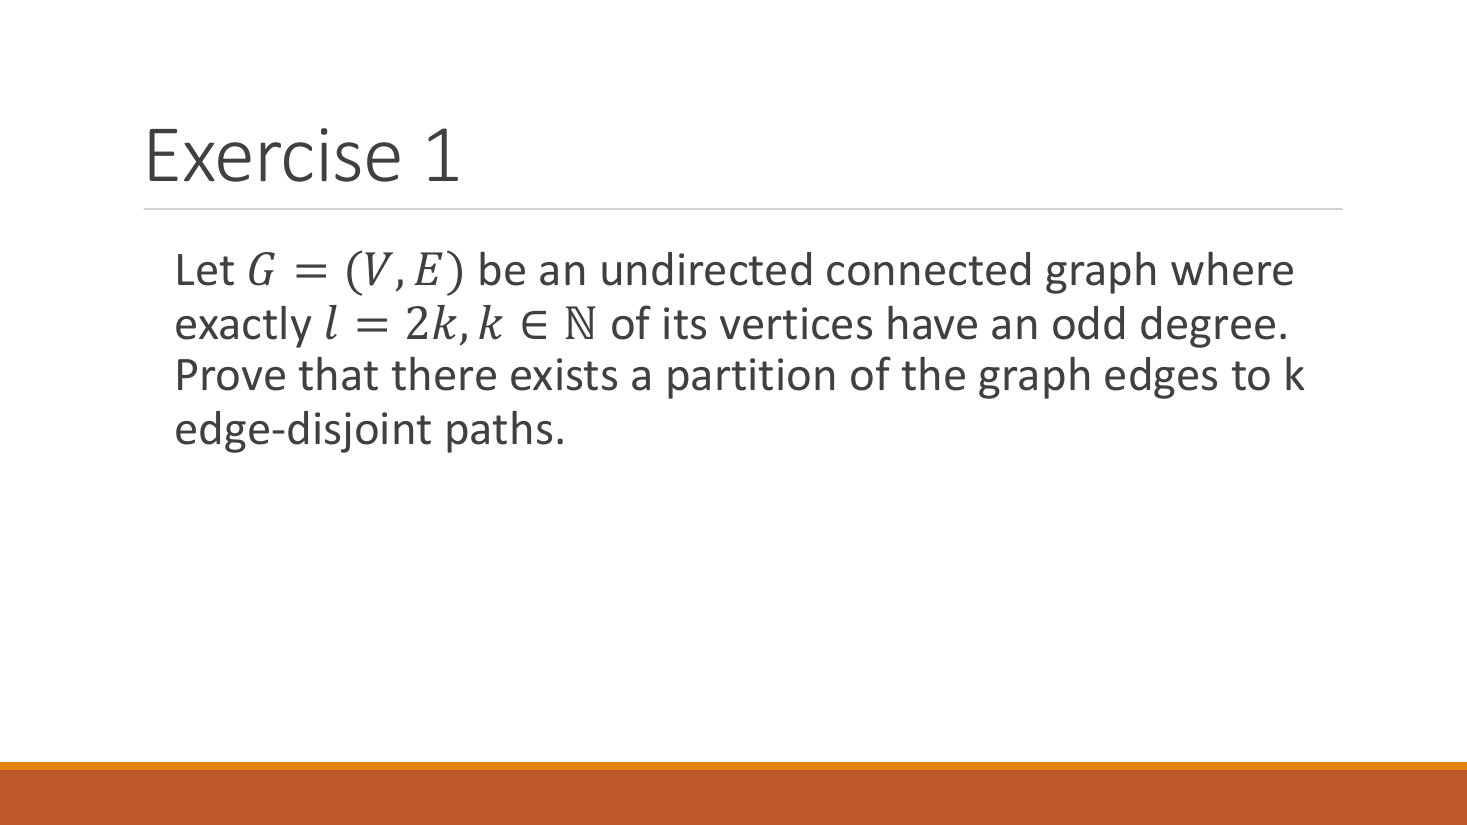 Exercise 1
Let 𝐺 = (𝑉, 𝐸) be an undirected connected graph where
exactly 𝑙 = 2𝑘, 𝑘 ∈ ℕ of its vertices have an odd degree.
Prove that there exists a partition of the graph edges to k
edge-disjoint paths.